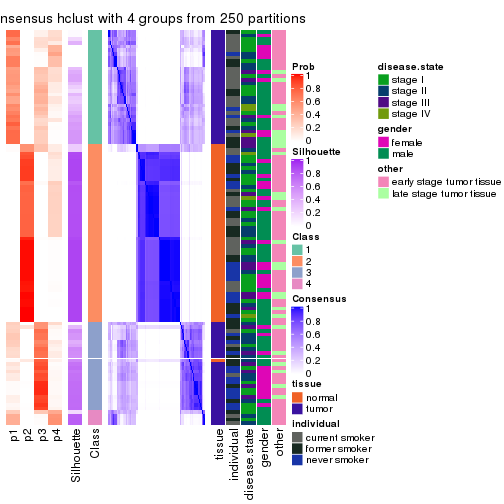 nsensus hclust with 4 groups from 250 partitions
Prob
1
0.8
0.6
0.4
0.2
0
Silhouette
1
0.8
0.6
0.4
0.2
0
Class
1
2
3
4
Consensus
1
0.8
0.6
0.4
0.2
0
tissue
normal
tumor
individual
current smoker
former smoker
never smoker
disease.state
stage I
stage II
stage III
stage IV
gender
female
male
other
early stage tumor tissue
late stage tumor tissue
p1
p2
p3
p4
Silhouette
Class
tissue
individual
disease.state
gender
other